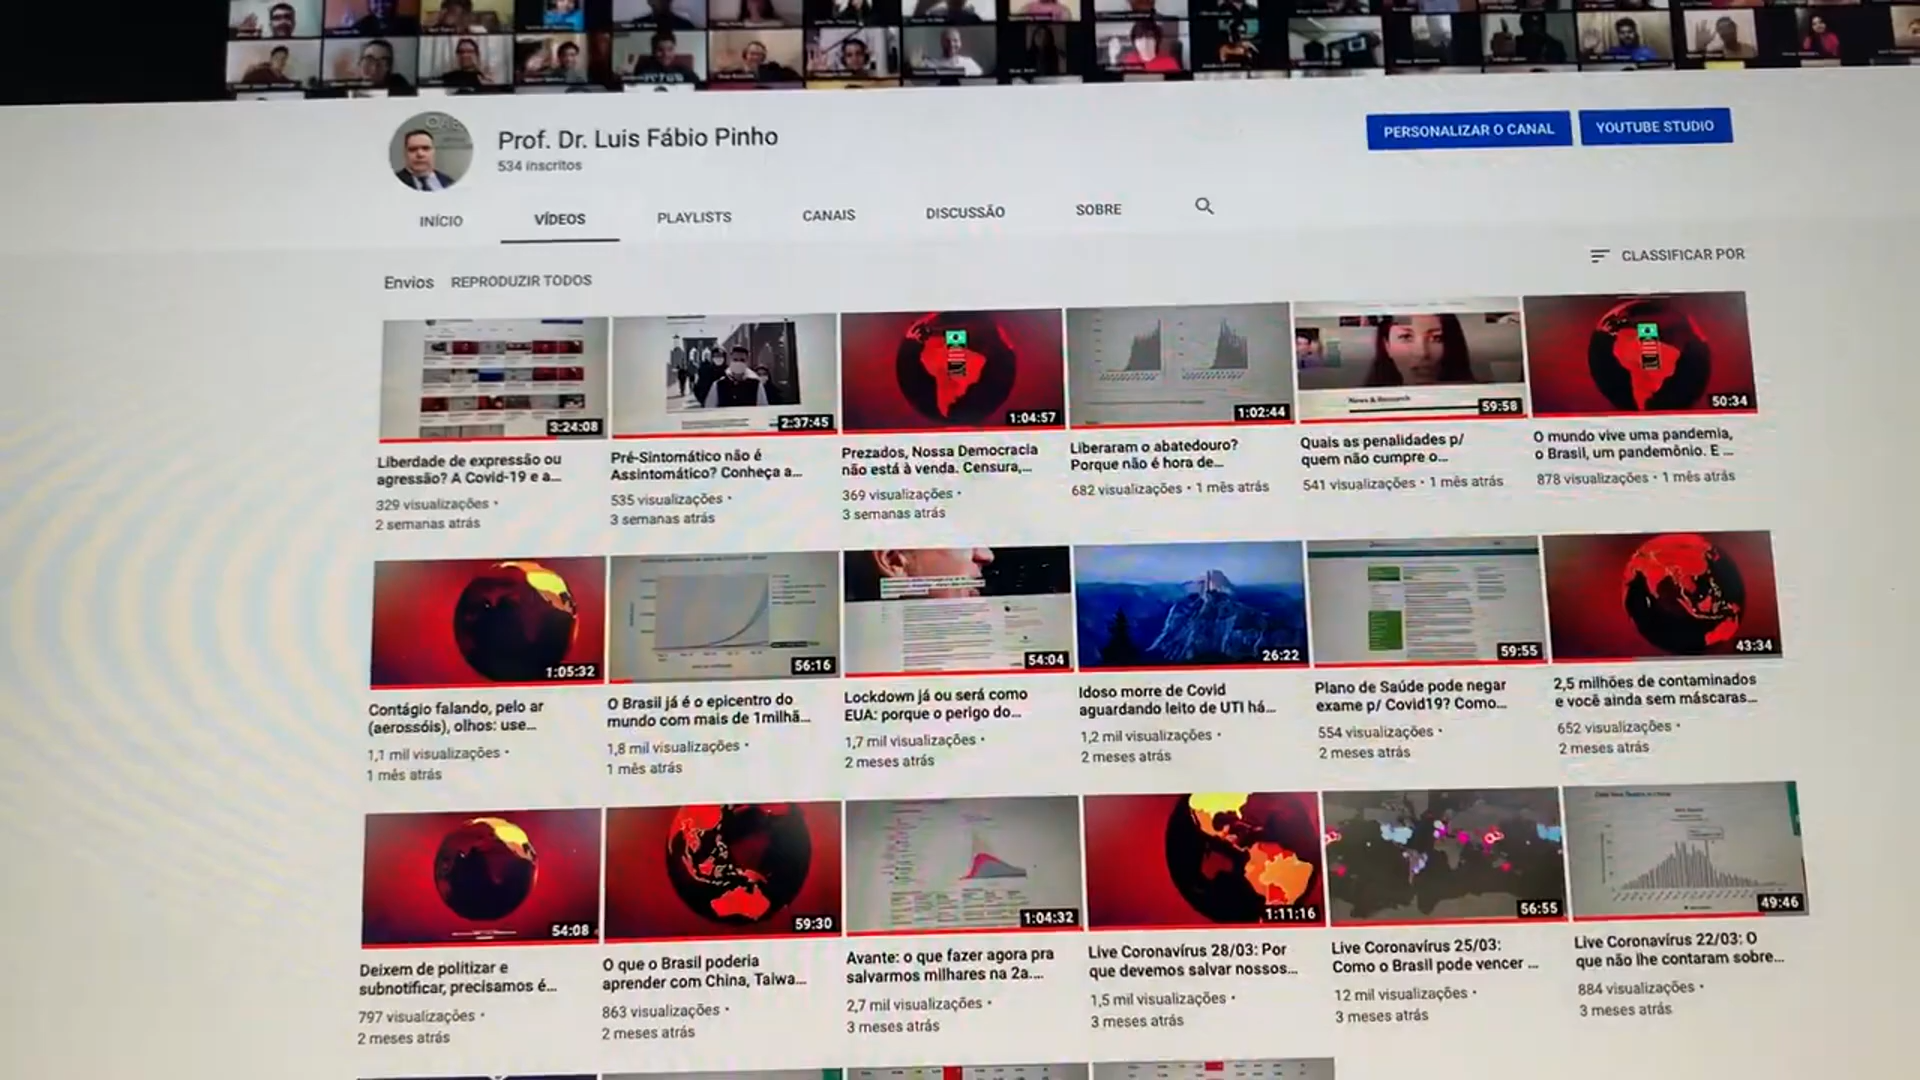 Prof. Dr. Luis Fábio Pinho
534 inscritos
PERSONALIZAR O CANAL
YOUTUBE STUDIO
INÍCIO
VÍDEOS
PLAYLISTS
CANAIS
DISCUSSÃO
SOBRE
CLASSIFICAR POR
Envios
REPRODUZIR TODOS
3:24:08
Liberdade de expressão ou
agressão? A Covid-19 e a...
329 visualizações •
2 semanas atrás
2:37:45
Pré-Sintomático não é
Assintomático? Conheça a...
535 visualizações •
3 semanas atrás
1:04:57
Prezados, Nossa Democracia
não está à venda. Censura,...
369 visualizações •
3 semanas atrás
1:02:44
Liberaram o abatedouro?
Porque não é hora de...
682 visualizações • 1 mês atrás
News & Research
59:58
Quais as penalidades p/
quem não cumpre o...
541 visualizações • 1 mês atrás
50:34
O mundo vive uma pandemia,
o Brasil, um pandemônio. E ...
878 visualizações • 1 mês atrás
1:05:32
Contágio falando, pelo ar
(aerossóis), olhos: use...
1,1 mil visualizações •
1 mês atrás
56:16
O Brasil já é o epicentro do
mundo com mais de 1milhã...
1,8 mil visualizações •
1 mês atrás
54:04
Lockdown já ou será como
EUA: porque o perigo do...
1,7 mil visualizações •
2 meses atrás
26:22
Idoso morre de Covid
aguardando leito de UTI há...
1,2 mil visualizações •
2 meses atrás
59:55
Plano de Saúde pode negar
exame p/ Covid19? Como...
554 visualizações •
2 meses atrás
43:34
2,5 milhões de contaminados
e você ainda sem máscaras...
652 visualizações •
2 meses atrás
54:08
Deixem de politizar e
subnotificar, precisamos é...
797 visualizações •
2 meses atrás
59:30
O que o Brasil poderia
aprender com China, Taiwa...
863 visualizações •
2 meses atrás
1:04:32
Avante: o que fazer agora pra
salvarmos milhares na 2a....
2,7 mil visualizações •
3 meses atrás
1:11:16
Live Coronavírus 28/03: Por
que devemos salvar nossos...
1,5 mil visualizações •
3 meses atrás
56:55
Live Coronavírus 25/03:
Como o Brasil pode vencer ...
12 mil visualizações •
3 meses atrás
49:46
Live Coronavírus 22/03: O
que não lhe contaram sobre...
884 visualizações •
3 meses atrás